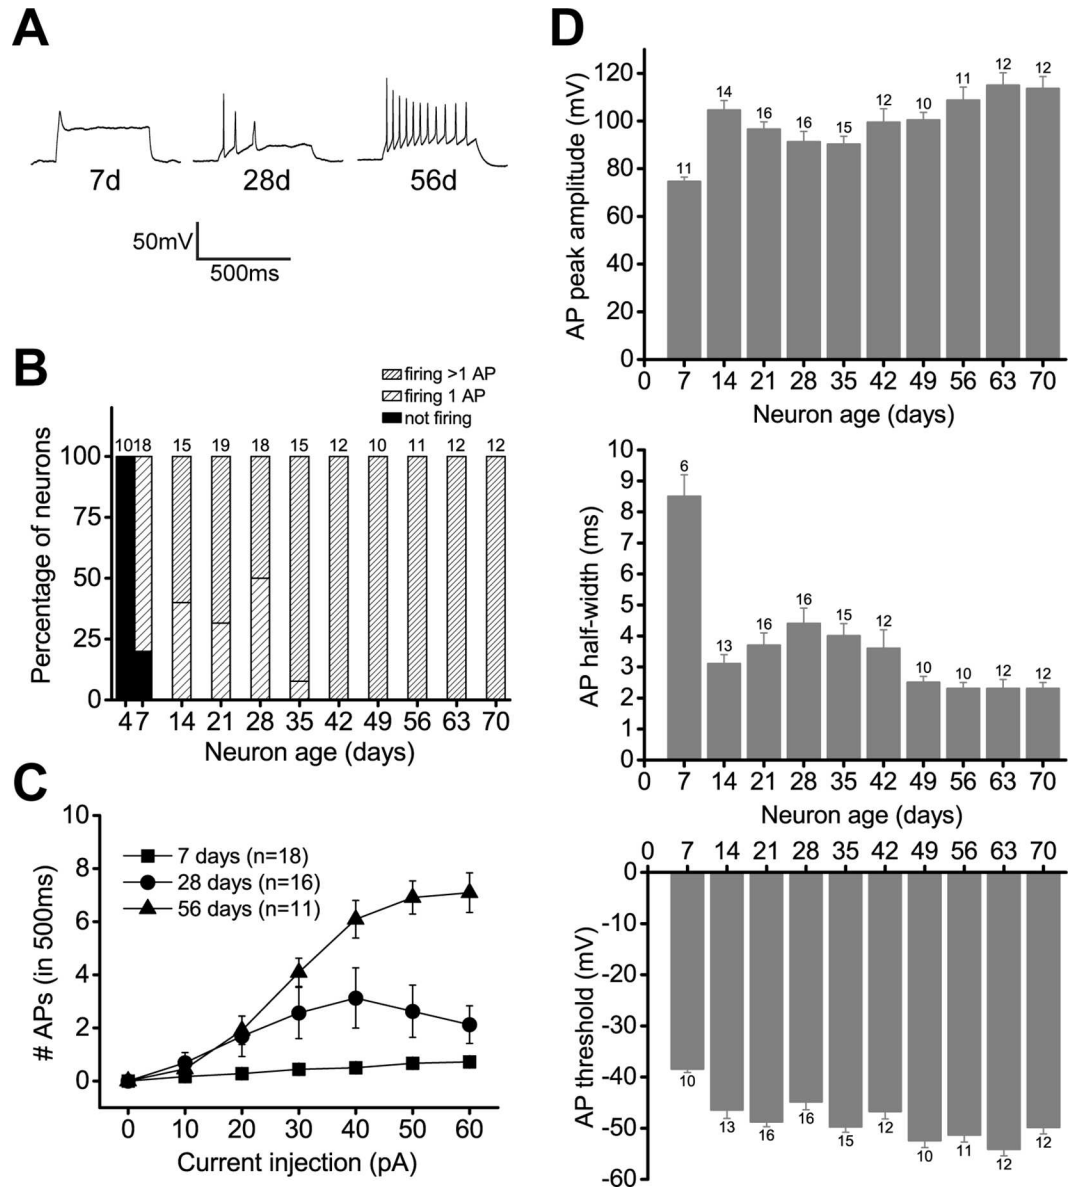 A
7d 28d 56d
50mV
500ms
B
firing >1 AP
firing 1 AP
not firing
Percentage of neurons
100
75
50
25
0
10 18 15 19 18 15 12 10 11 12 12
4 7 14 21 28 35 42 49 56 63 70
Neuron age (days)
C
# APs (in 500ms)
10
8
6
4
2
0
7 days (n=18)
28 days (n=16)
56 days (n=11)
0 10 20 30 40 50 60
Current injection (pA)
D
AP peak amplitude (mV)
120
100
80
60
40
20
0
11 14 16 16 15 12 10 11 12 12
0 7 14 21 28 35 42 49 56 63 70
Neuron age (days)
AP half-width (ms)
10
9
8
7
6
5
4
3
2
1
0
6 13 16 16 15 12 10 10 12 12
0 7 14 21 28 35 42 49 56 63 70
Neuron age (days)
0 7 14 21 28 35 42 49 56 63 70
AP threshold (mV)
0
-10
-20
-30
-40
-50
-60
10 13 16 16 15 12 10 11 12 12